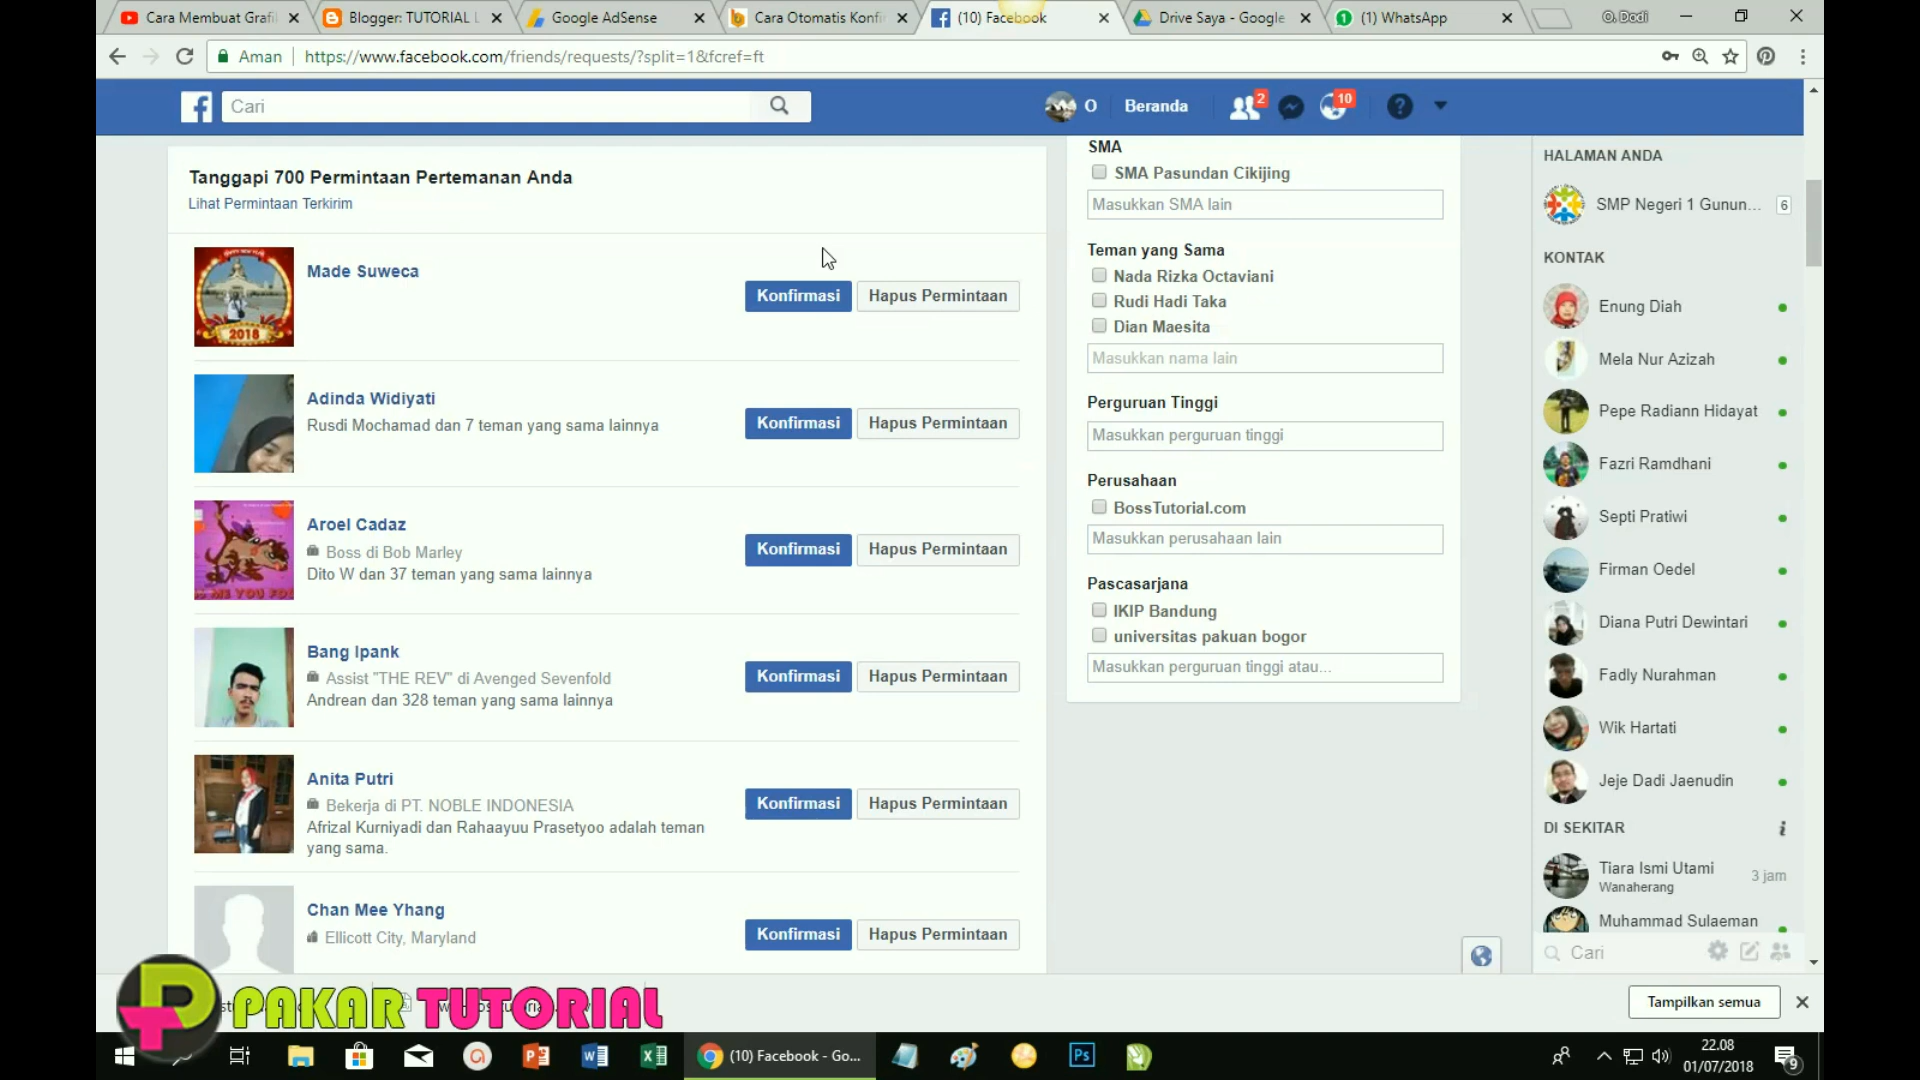 Cara Membuat Grafi
Blogger: TUTORIAL L
Google AdSense
Cara Otomatis Konfi
(10) Facebook
Drive Saya - Google
(1) WhatsApp
O. Dodi
Aman
https://www.facebook.com/friends/requests/?split=1&fcref=ft
Cari
O
Beranda
2
10
Tanggapi 700 Permintaan Pertemanan Anda
Lihat Permintaan Terkirim
Made Suweca
Konfirmasi
Hapus Permintaan
2018
Adinda Widiyati
Rusdi Mochamad dan 7 teman yang sama lainnya
Konfirmasi
Hapus Permintaan
Aroel Cadaz
Boss di Bob Marley
Dito W dan 37 teman yang sama lainnya
Konfirmasi
Hapus Permintaan
Bang Ipank
Assist "THE REV" di Avenged Sevenfold
Andrean dan 328 teman yang sama lainnya
Konfirmasi
Hapus Permintaan
Anita Putri
Bekerja di PT. NOBLE INDONESIA
Afrizal Kurniyadi dan Rahaayuu Prasetyoo adalah teman
yang sama.
Konfirmasi
Hapus Permintaan
Chan Mee Yhang
Ellicott City, Maryland
Konfirmasi
Hapus Permintaan
SMA
SMA Pasundan Cikijing
Masukkan SMA lain
Teman yang Sama
Nada Rizka Octaviani
Rudi Hadi Taka
Dian Maesita
Masukkan nama lain
Perguruan Tinggi
Masukkan perguruan tinggi
Perusahaan
BossTutorial.com
Masukkan perusahaan lain
Pascasarjana
IKIP Bandung
universitas pakuan bogor
Masukkan perguruan tinggi atau...
HALAMAN ANDA
SMP Negeri 1 Gunun...
6
KONTAK
Enung Diah
Mela Nur Azizah
Pepe Radiann Hidayat
Fazri Ramdhani
Septi Pratiwi
Firman Oedel
Diana Putri Dewintari
Fadly Nurahman
Wik Hartati
Jeje Dadi Jaenudin
DI SEKITAR
Tiara Ismi Utami
3 jam
Wanaherang
Muhammad Sulaeman
Cari
PAKAR TUTORIAL
Tampilkan semua
(10) Facebook - Go...
22.08
01/07/2018
9